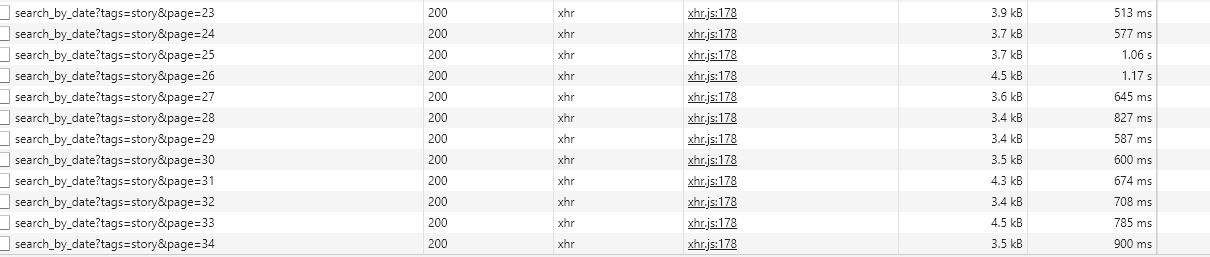 search_by_date?tags=story&page=23 200 xhr xhr.js:178 3.9 kB 513 ms
search_by_date?tags=story&page=24 200 xhr xhr.js:178 3.7 kB 577 ms
search_by_date?tags=story&page=25 200 xhr xhr.js:178 3.7 kB 1.06 s
search_by_date?tags=story&page=26 200 xhr xhr.js:178 4.5 kB 1.17 s
search_by_date?tags=story&page=27 200 xhr xhr.js:178 3.6 kB 645 ms
search_by_date?tags=story&page=28 200 xhr xhr.js:178 3.4 kB 827 ms
search_by_date?tags=story&page=29 200 xhr xhr.js:178 3.4 kB 587 ms
search_by_date?tags=story&page=30 200 xhr xhr.js:178 3.5 kB 600 ms
search_by_date?tags=story&page=31 200 xhr xhr.js:178 4.3 kB 674 ms
search_by_date?tags=story&page=32 200 xhr xhr.js:178 3.4 kB 708 ms
search_by_date?tags=story&page=33 200 xhr xhr.js:178 4.5 kB 785 ms
search_by_date?tags=story&page=34 200 xhr xhr.js:178 3.5 kB 900 ms